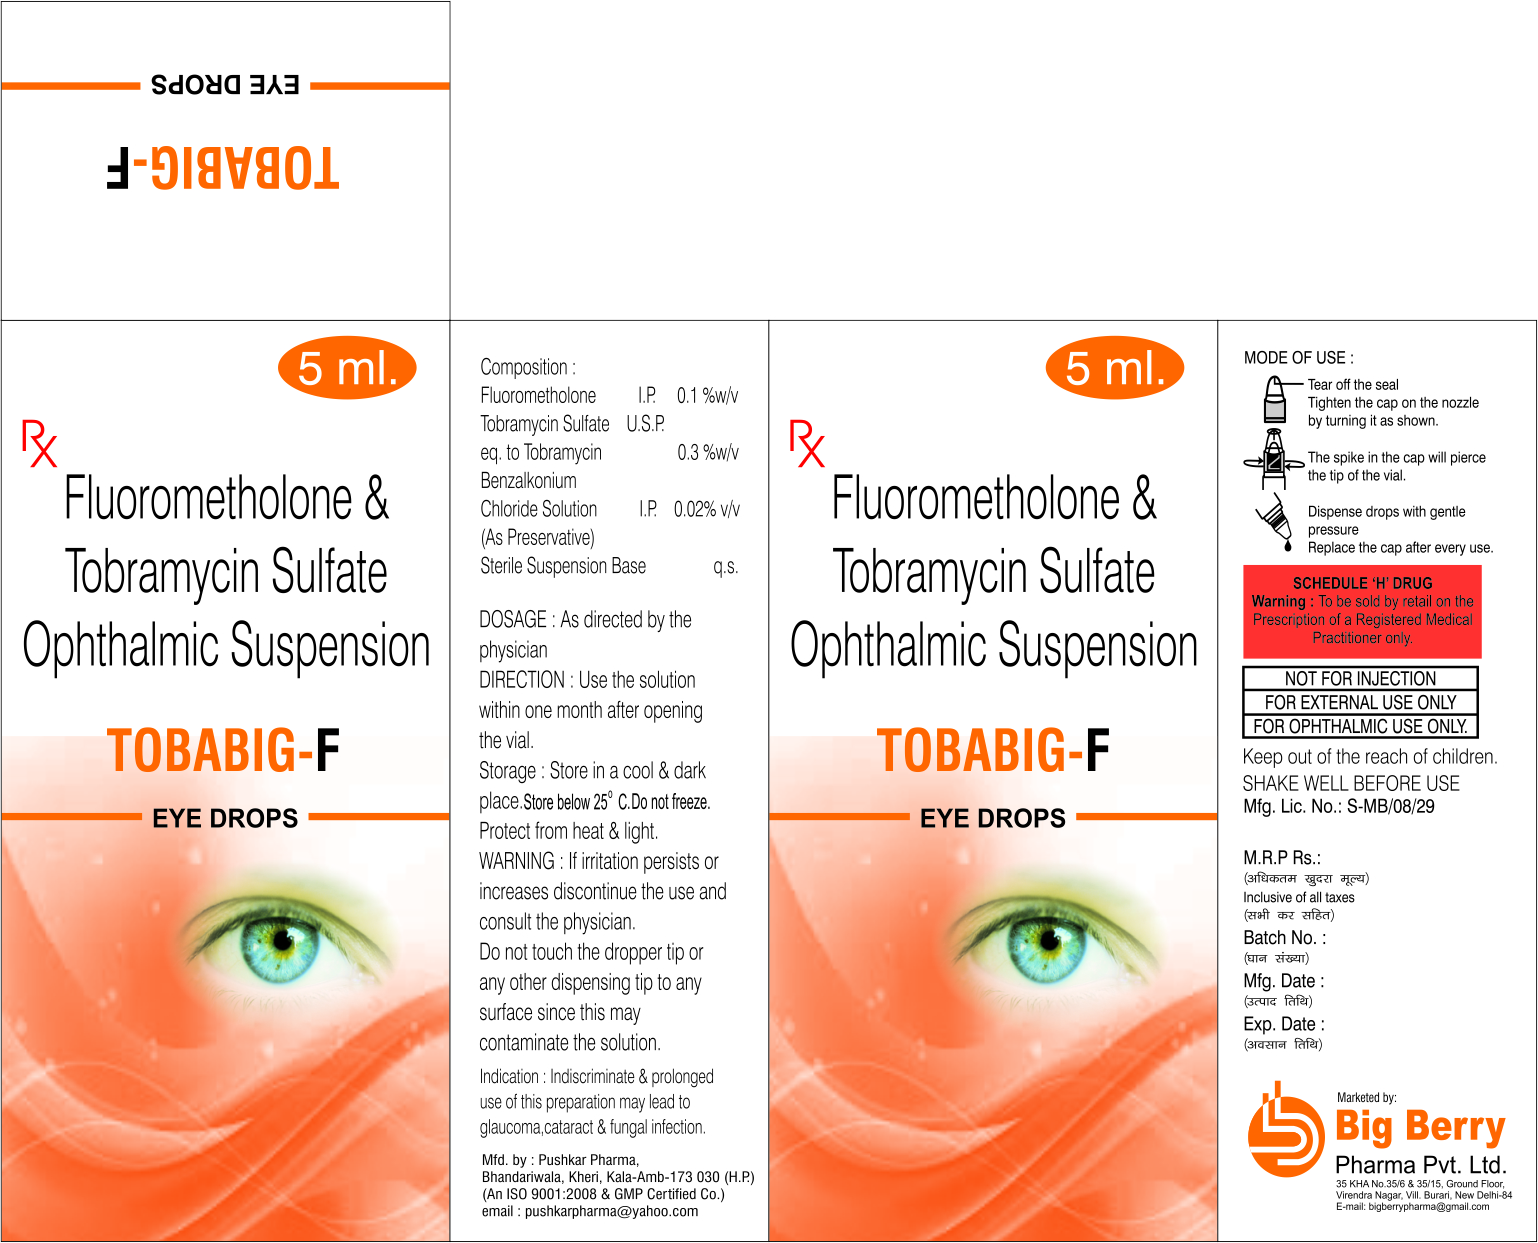 EYE DROPS
TOBABIG-F
5 ml.
Rx
Fluorometholone &
Tobramycin Sulfate
Ophthalmic Suspension
TOBABIG-F
EYE DROPS
Composition :
Fluorometholone I.P. 0.1 %w/v
Tobramycin Sulfate U.S.P.
eq. to Tobramycin 0.3 %w/v
Benzalkonium
Chloride Solution I.P. 0.02% v/v
(As Preservative)
Sterile Suspension Base q.s.
DOSAGE : As directed by the
physician
DIRECTION : Use the solution
within one month after opening
the vial.
Storage : Store in a cool & dark
place.Store below 25° C.Do not freeze.
Protect from heat & light.
WARNING : If irritation persists or
increases discontinue the use and
consult the physician.
Do not touch the dropper tip or
any other dispensing tip to any
surface since this may
contaminate the solution.
Indication : Indiscriminate & prolonged
use of this preparation may lead to
glaucoma,cataract & fungal infection.
Mfd. by : Pushkar Pharma,
Bhandariwala, Kheri, Kala-Amb-173 030 (H.P.)
(An ISO 9001:2008 & GMP Certified Co.)
email : pushkarpharma@yahoo.com
5 ml.
Rx
Fluorometholone &
Tobramycin Sulfate
Ophthalmic Suspension
TOBABIG-F
EYE DROPS
MODE OF USE :
Tear off the seal
Tighten the cap on the nozzle
by turning it as shown.
The spike in the cap will pierce
the tip of the vial.
Dispense drops with gentle
pressure
Replace the cap after every use.
SCHEDULE ‘H’ DRUG
Warning : To be sold by retail on the
Prescription of a Registered Medical
Practitioner only.
NOT FOR INJECTION
FOR EXTERNAL USE ONLY
FOR OPHTHALMIC USE ONLY.
Keep out of the reach of children.
SHAKE WELL BEFORE USE
Mfg. Lic. No.: S-MB/08/29
M.R.P Rs.:
(अधिकतम खुदरा मूल्य)
Inclusive of all taxes
(सभी कर सहित)
Batch No. :
(घान संख्या)
Mfg. Date :
(उत्पाद तिथि)
Exp. Date :
(अवसान तिथि)
Marketed by:
Big Berry
Pharma Pvt. Ltd.
35 KHA No.35/6 & 35/15, Ground Floor,
Virendra Nagar, Vill. Burari, New Delhi-84
E-mail: bigberrypharma@gmail.com